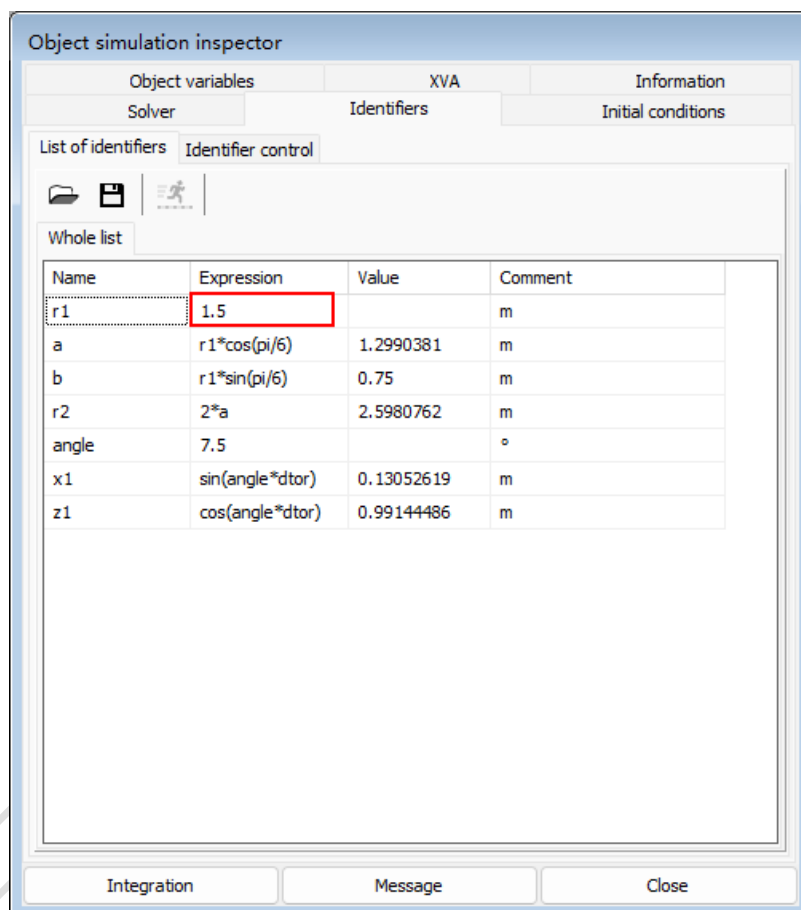 Object simulation inspector
Object variables XVA Information
Solver Identifiers Initial conditions
List of identifiers Identifier control
Whole list
Name Expression Value Comment
r1 1.5 m
a r1*cos(pi/6) 1.2990381 m
b r1*sin(pi/6) 0.75 m
r2 2*a 2.5980762 m
angle 7.5 °
x1 sin(angle*dtor) 0.13052619 m
z1 cos(angle*dtor) 0.99144486 m
Integration Message Close